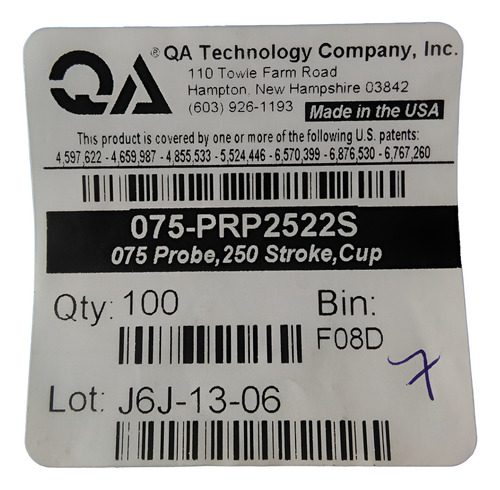 QA® QA Technology Company, Inc.
110 Towle Farm Road
Hampton, New Hampshire 03842
(603) 926-1193 Made in the USA
This product is covered by one or more of the following U.S. patents:
4,597,622 - 4,659,987 - 4,855,533 - 5,524,446 - 6,570,399 - 6,876,530 - 6,767,260
075-PRP2522S
075 Probe,250 Stroke,Cup
Qty: 100 Bin:
F08D
7
Lot: J6J-13-06